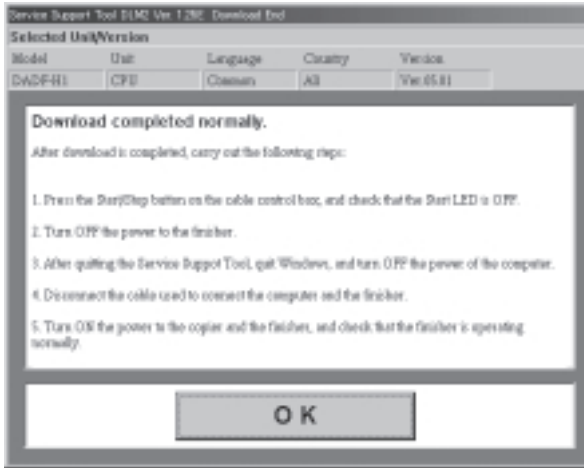 Service Support Tool DLM2 Ver. 1.29E Download End
Selected Unit/Version
Model Unit Language Country Version
DADF-H1 CPU Common All Ver.05.01
Download completed normally.
After download is completed, carry out the following steps:
1. Press the Start/Stop button on the cable control box, and check that the Start LED is OFF.
2. Turn OFF the power to the finisher.
3. After quitting the Service Suppot Tool, quit Windows, and turn OFF the power of the computer.
4. Disconnect the cable used to connect the computer and the finisher.
5. Turn ON the power to the copier and the finisher, and check that the finisher is operating
normally.
OK